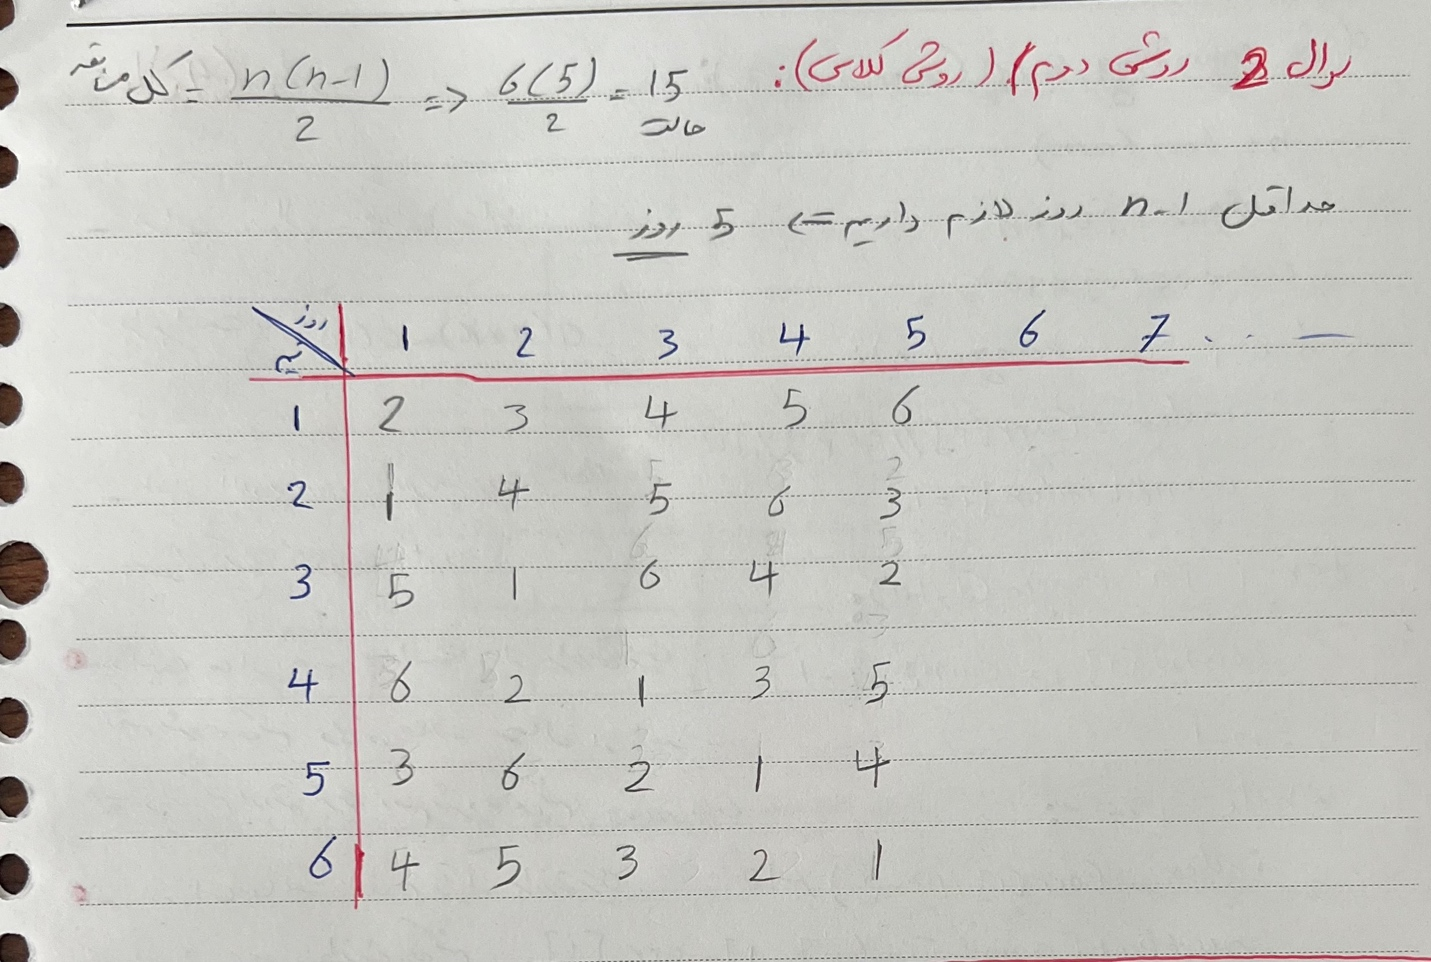 سوال 2 روش دوم (روش کلاسی):
کل مسابقه = n(n-1)/2 => 6(5)/2 = 15 حالت
حداقل n-1 روز لازم داریم => 5 روز
روز 1 2 3 4 5 6 7 . . —
تیم
1 2 3 4 5 6
2 1 4 5 6 3
3 5 1 6 4 2
4 6 2 1 3 5
5 3 6 2 1 4
6 4 5 3 2 1